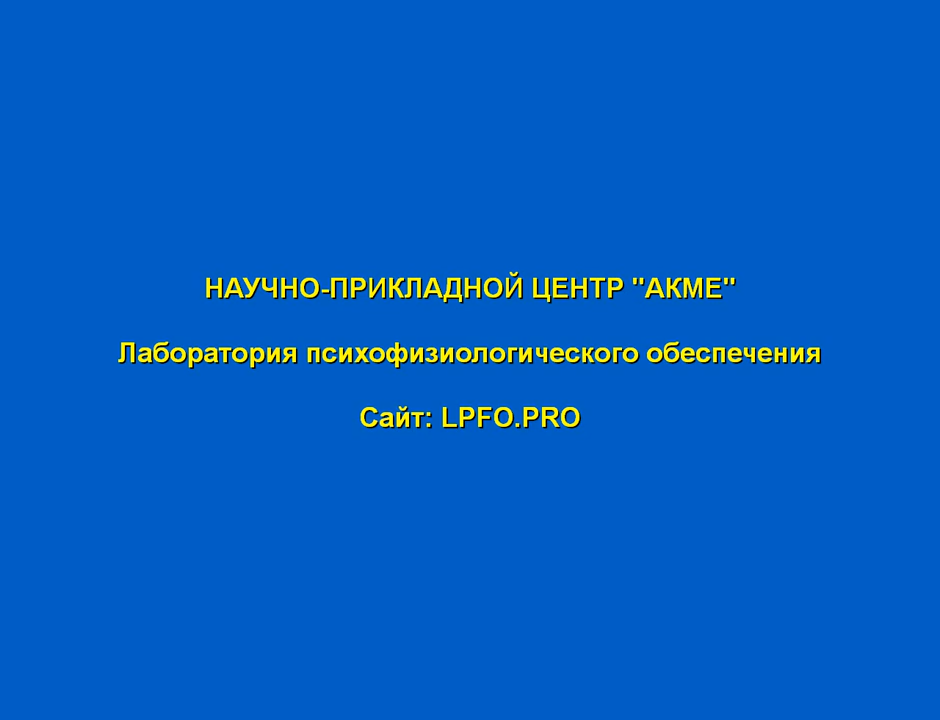 НАУЧНО-ПРИКЛАДНОЙ ЦЕНТР "АКМЕ"
Лаборатория психофизиологического обеспечения
Сайт: LPFO.PRO